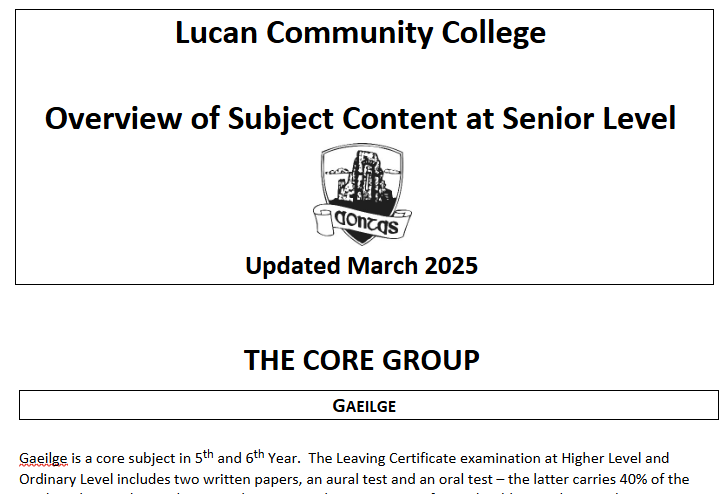 Lucan Community College
Overview of Subject Content at Senior Level
aontas
Updated March 2025
THE CORE GROUP
GAEILGE
Gaeilge is a core subject in 5th and 6th Year. The Leaving Certificate examination at Higher Level and
Ordinary Level includes two written papers, an aural test and an oral test – the latter carries 40% of the